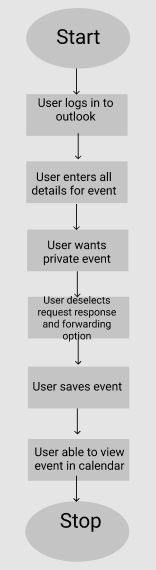 Start
User logs in to
outlook
User enters all
details for event
User wants
private event
User deselects
request response
and forwarding
option
User saves event
User able to view
event in calendar
Stop